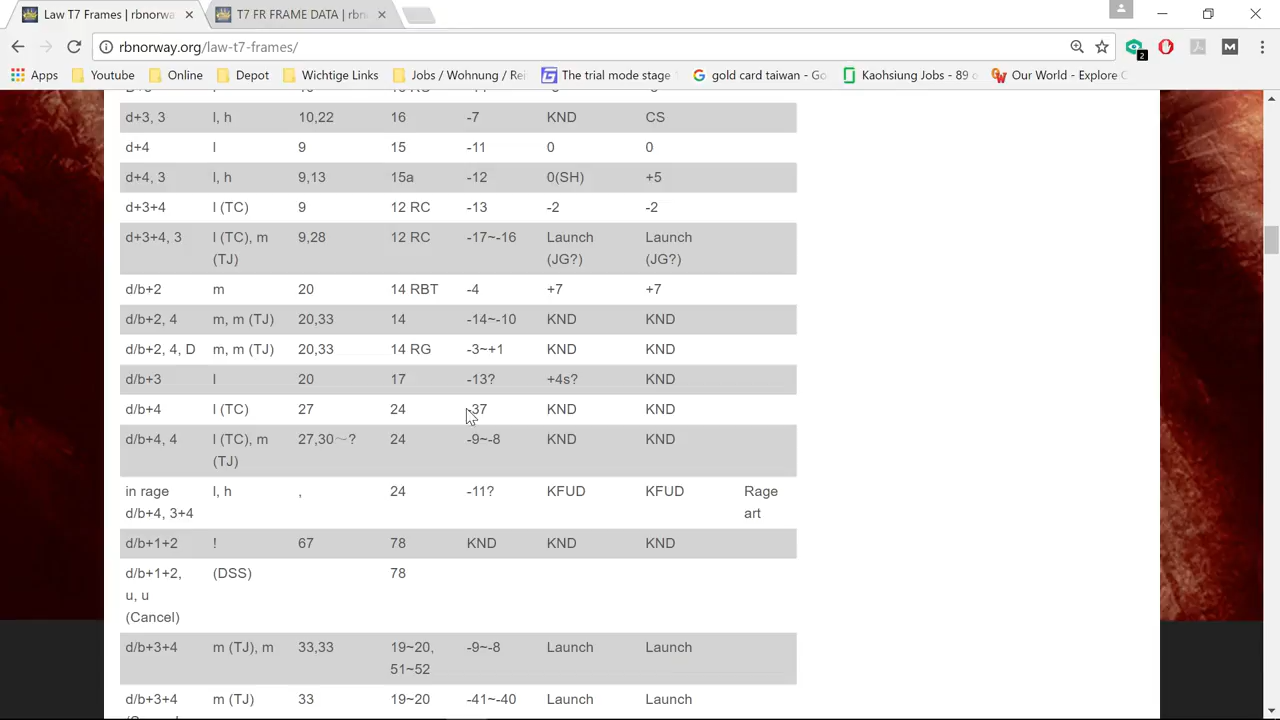 Law T7 Frames | rbnorwa
T7 FR FRAME DATA | rbn
rbnorway.org/law-t7-frames/
2
M
Apps Youtube Online Depot Wichtige Links Jobs / Wohnung / Rei The trial mode stage gold card taiwan - Go Kaohsiung Jobs - 89 o Our World - Explore C
d+3, 3 l, h 10,22 16 -7 KND CS
d+4 l 9 15 -11 0 0
d+4, 3 l, h 9,13 15a -12 0(SH) +5
d+3+4 l (TC) 9 12 RC -13 -2 -2
d+3+4, 3 l (TC), m 9,28 12 RC -17~-16 Launch Launch
(TJ) (JG?) (JG?)
d/b+2 m 20 14 RBT -4 +7 +7
d/b+2, 4 m, m (TJ) 20,33 14 -14~-10 KND KND
d/b+2, 4, D m, m (TJ) 20,33 14 RG -3~+1 KND KND
d/b+3 l 20 17 -13? +4s? KND
d/b+4 l (TC) 27 24 -37 KND KND
d/b+4, 4 l (TC), m 27,30～? 24 -9~-8 KND KND
(TJ)
in rage l, h , 24 -11? KFUD KFUD Rage
d/b+4, 3+4 art
d/b+1+2 ! 67 78 KND KND KND
d/b+1+2, (DSS) 78
u, u
(Cancel)
d/b+3+4 m (TJ), m 33,33 19~20, -9~-8 Launch Launch
51~52
d/b+3+4 m (TJ) 33 19~20 -41~-40 Launch Launch